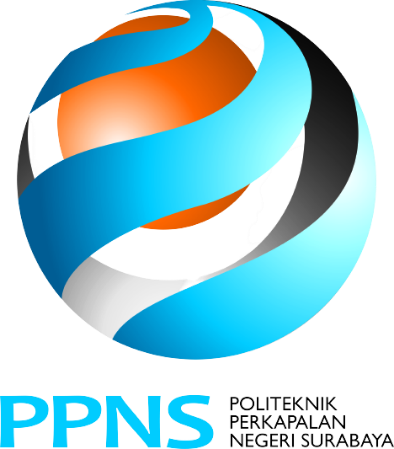 PPNS
POLITEKNIK
PERKAPALAN
NEGERI SURABAYA